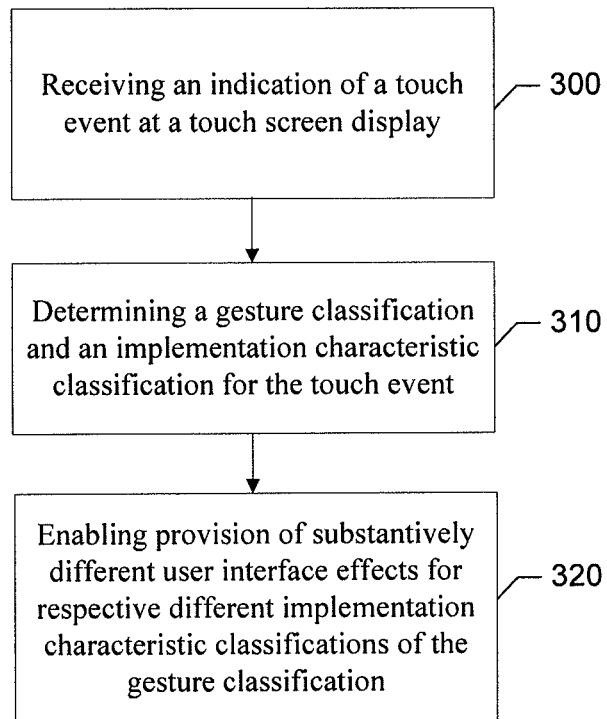 Receiving an indication of a touch
event at a touch screen display
300
Determining a gesture classification
and an implementation characteristic
classification for the touch event
310
Enabling provision of substantively
different user interface effects for
respective different implementation
characteristic classifications of the
gesture classification
320